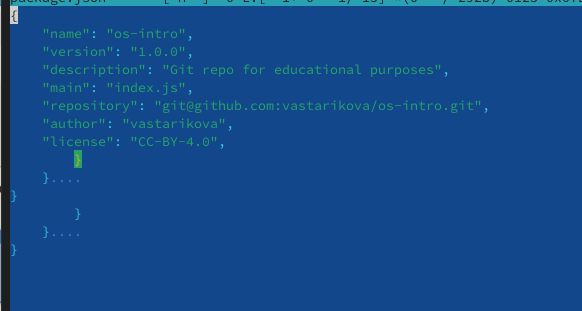 {
"name": "os-intro",
"version": "1.0.0",
"description": "Git repo for educational purposes",
"main": "index.js",
"repository": "git@github.com:vastarikova/os-intro.git",
"author": "vastarikova",
"license": "CC-BY-4.0",
}
}....
}
}
}....
}